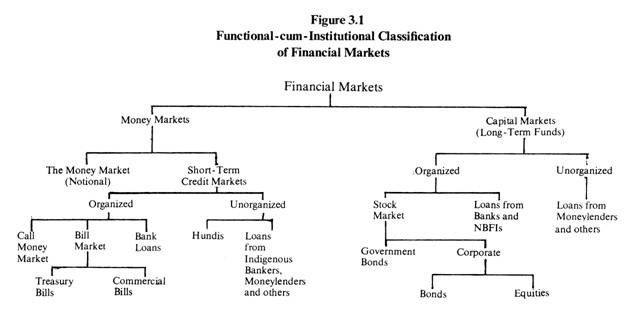 Figure 3.1
Functional-cum-Institutional Classification
of Financial Markets
Financial Markets
Money Markets
Capital Markets
(Long-Term Funds)
The Money Market
(Notional)
Short-Term
Credit Markets
Organized
Unorganized
Organized
Unorganized
Call
Money
Market
Bill
Market
Bank
Loans
Hundis
Loans
from
Indigenous
Bankers,
Moneylenders
and others
Stock
Market
Loans from
Banks and
NBFIs
Loans from
Moneylenders
and others
Treasury
Bills
Commercial
Bills
Government
Bonds
Corporate
Bonds
Equities